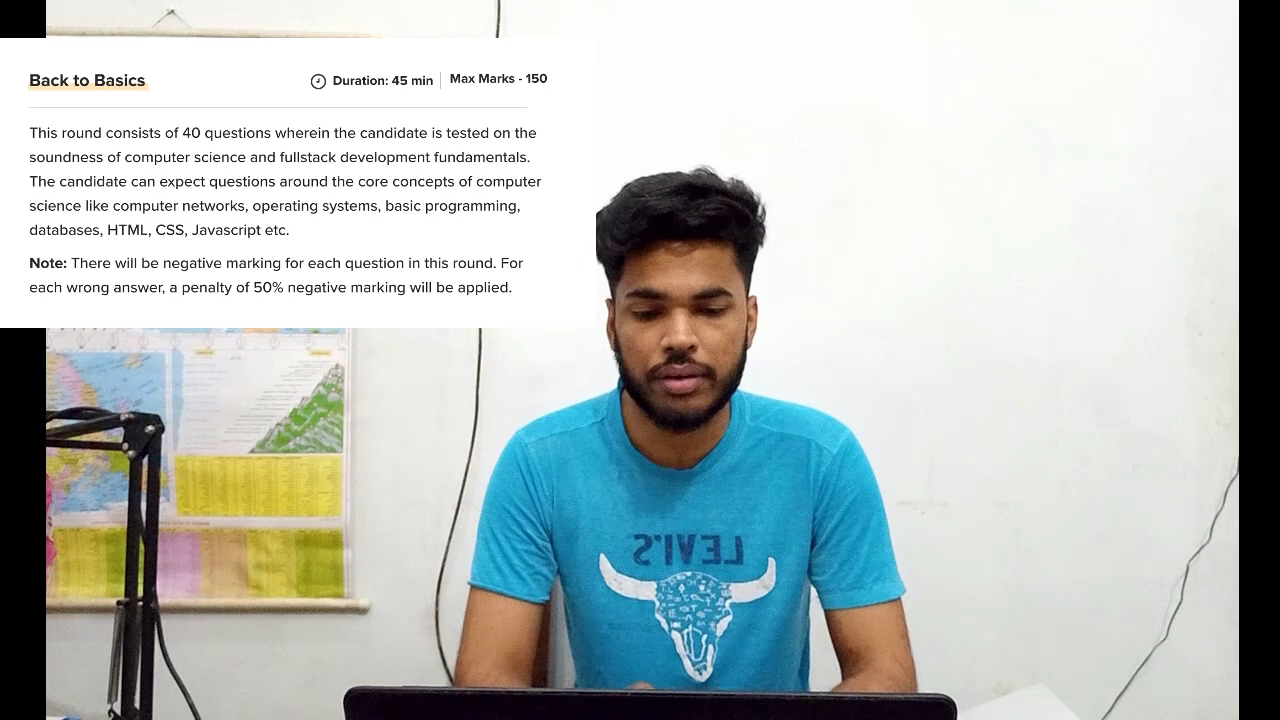 Back to Basics
Duration: 45 min
Max Marks - 150
This round consists of 40 questions wherein the candidate is tested on the
soundness of computer science and fullstack development fundamentals.
The candidate can expect questions around the core concepts of computer
science like computer networks, operating systems, basic programming,
databases, HTML, CSS, Javascript etc.
Note: There will be negative marking for each question in this round. For
each wrong answer, a penalty of 50% negative marking will be applied.
LEVI'S